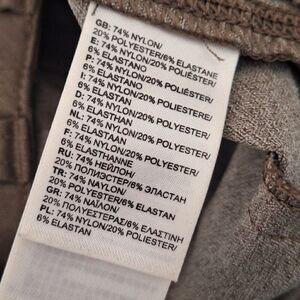 GB: 74% NYLON/
20% POLYESTER/6% ELASTANE
E: 74% NYLON/20% POLIÉSTER/
6% ELASTANO
P: 74% NYLON/20% POLIÉSTER/
6% ELASTANO
I: 74% NYLON/20% POLIESTERE/
6% ELASTAN
D: 74% NYLON/20% POLYESTER/
6% ELASTHAN
NL: 74% NYLON/20% POLYESTER/
6% ELASTAAN
F: 74% NYLON/20% POLYESTER/
6% ELASTHANNE
RU: 74% НЕЙЛОН/
20% ПОЛИЭСТЕР/6% ЭЛАСТАН
TR: 74% NAYLON/
20% POLYESTER/6% ELASTAN
GR: 74% ΝΑΪΛΟΝ/
20% ΠΟΛΥΕΣΤΕΡΑΣ/6% ΕΛΑΣΤΙΝΗ
PL: 74% NYLON/20% POLIESTER/
6% ELASTAN